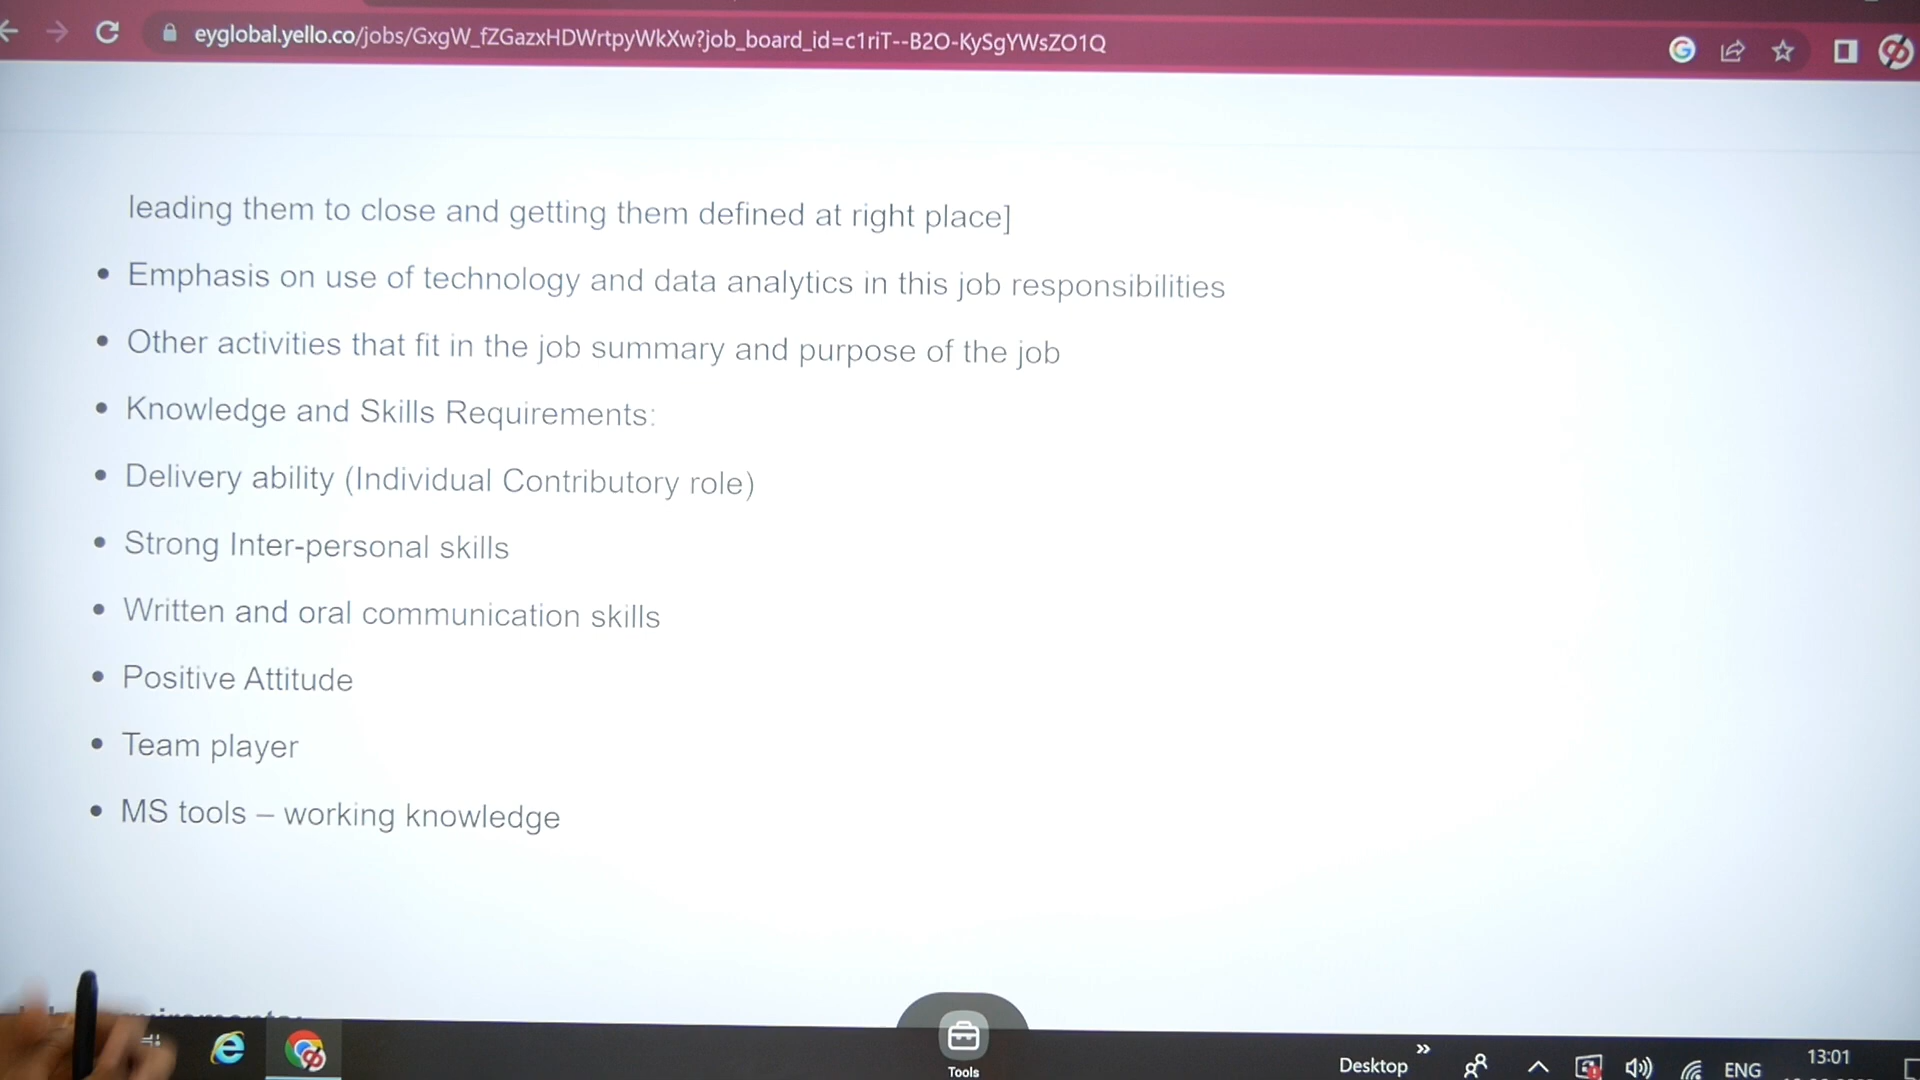 eyglobal.yello.co/jobs/GxgW_fZGazxHDWrtpyWkXw?job_board_id=c1riT--B2O-KySgYWsZO1Q
leading them to close and getting them defined at right place]
• Emphasis on use of technology and data analytics in this job responsibilities
• Other activities that fit in the job summary and purpose of the job
• Knowledge and Skills Requirements:
• Delivery ability (Individual Contributory role)
• Strong Inter-personal skills
• Written and oral communication skills
• Positive Attitude
• Team player
• MS tools – working knowledge
Tools
Desktop
ENG
13:01